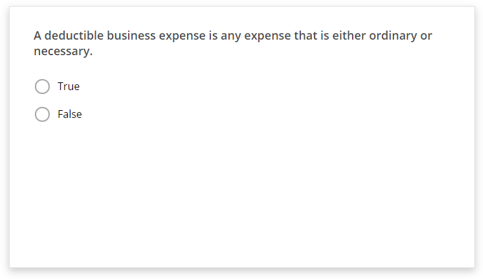 A deductible business expense is any expense that is either ordinary or
necessary.
True
False